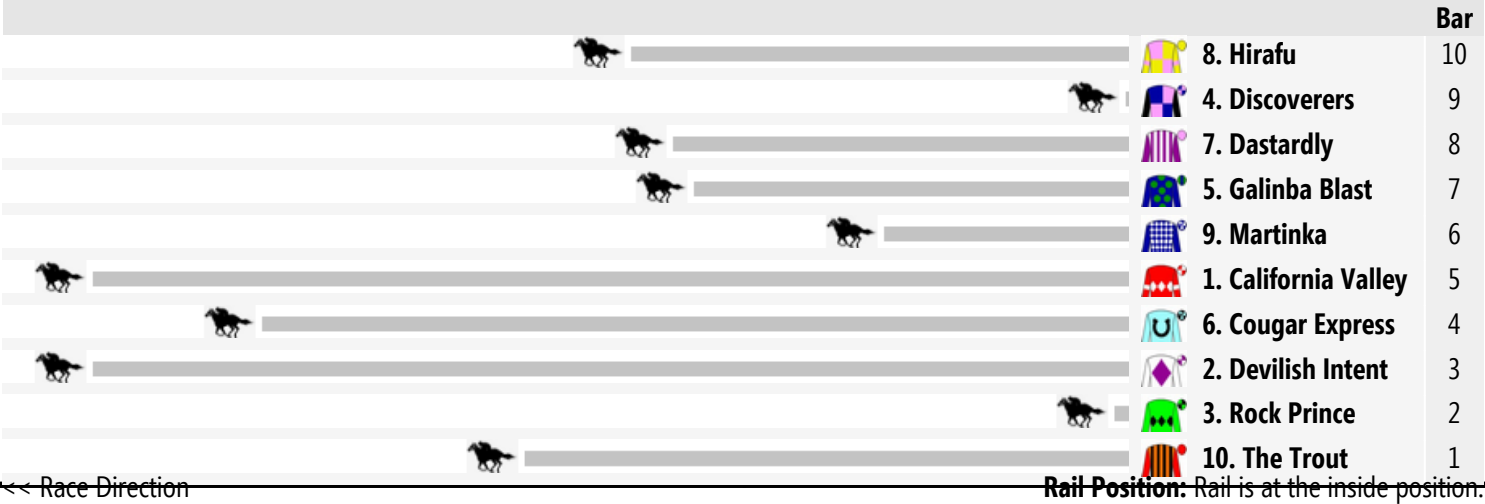 Bar
8. Hirafu 10
4. Discoverers 9
7. Dastardly 8
5. Galinba Blast 7
9. Martinka 6
1. California Valley 5
6. Cougar Express 4
2. Devilish Intent 3
3. Rock Prince 2
10. The Trout 1
<< Race Direction Rail Position: Rail is at the inside position.